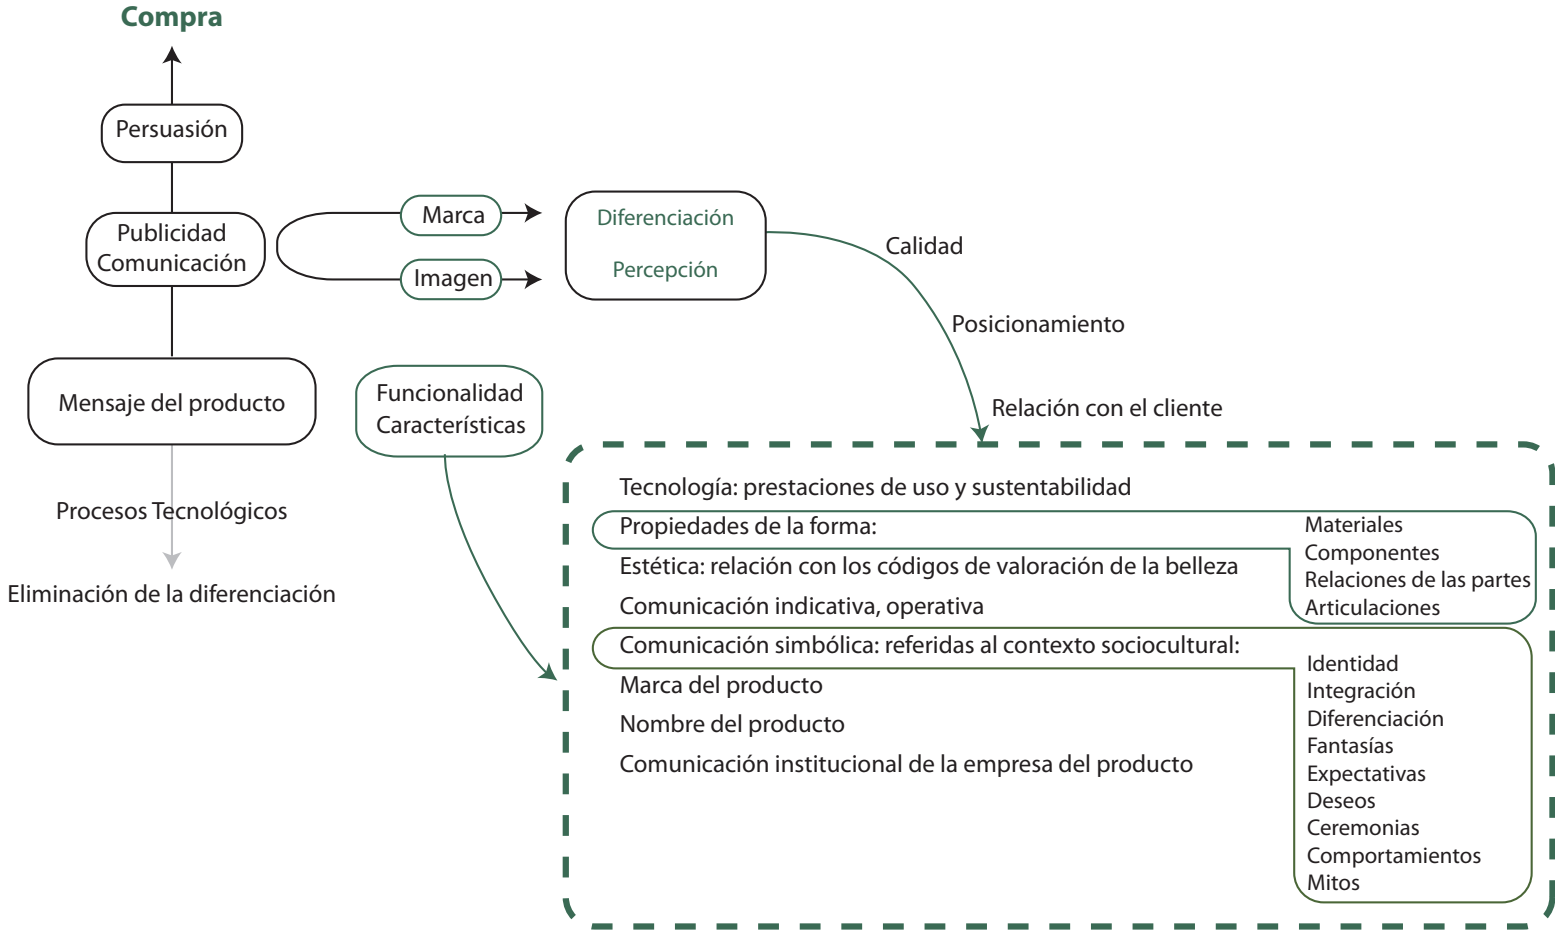 Compra
Persuasión
Publicidad
Comunicación
Mensaje del producto
Procesos Tecnológicos
Eliminación de la diferenciación
Marca
Imagen
Diferenciación
Percepción
Calidad
Posicionamiento
Relación con el cliente
Funcionalidad
Características
Tecnología: prestaciones de uso y sustentabilidad
Propiedades de la forma:
Materiales
Componentes
Relaciones de las partes
Articulaciones
Estética: relación con los códigos de valoración de la belleza
Comunicación indicativa, operativa
Comunicación simbólica: referidas al contexto sociocultural:
Identidad
Integración
Diferenciación
Fantasías
Expectativas
Deseos
Ceremonias
Comportamientos
Mitos
Marca del producto
Nombre del producto
Comunicación institucional de la empresa del producto